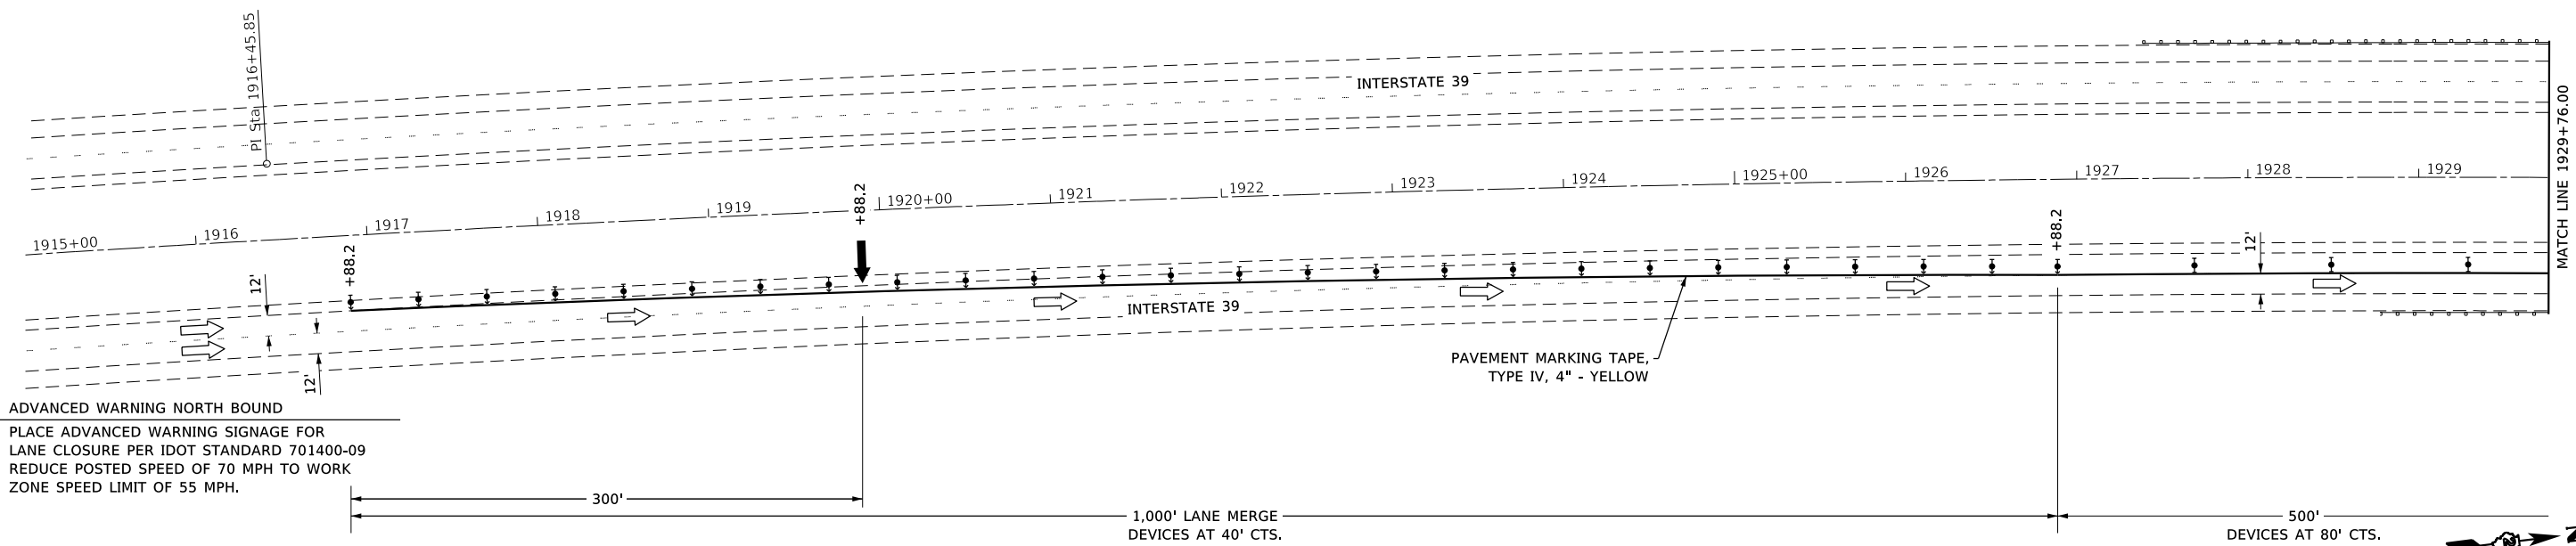 PI Sta. 1916+45.85
INTERSTATE 39
MATCH LINE 1929+76.00
1915+00
1916
1917
1918
1919
+88.2
1920+00
1921
1922
1923
1924
1925+00
1926
1927
1928
1929
+88.2
+88.2
12'
12'
12'
INTERSTATE 39
PAVEMENT MARKING TAPE,
TYPE IV, 4" - YELLOW
ADVANCED WARNING NORTH BOUND
PLACE ADVANCED WARNING SIGNAGE FOR
LANE CLOSURE PER IDOT STANDARD 701400-09
REDUCE POSTED SPEED OF 70 MPH TO WORK
ZONE SPEED LIMIT OF 55 MPH.
300'
1,000' LANE MERGE
DEVICES AT 40' CTS.
500'
DEVICES AT 80' CTS.